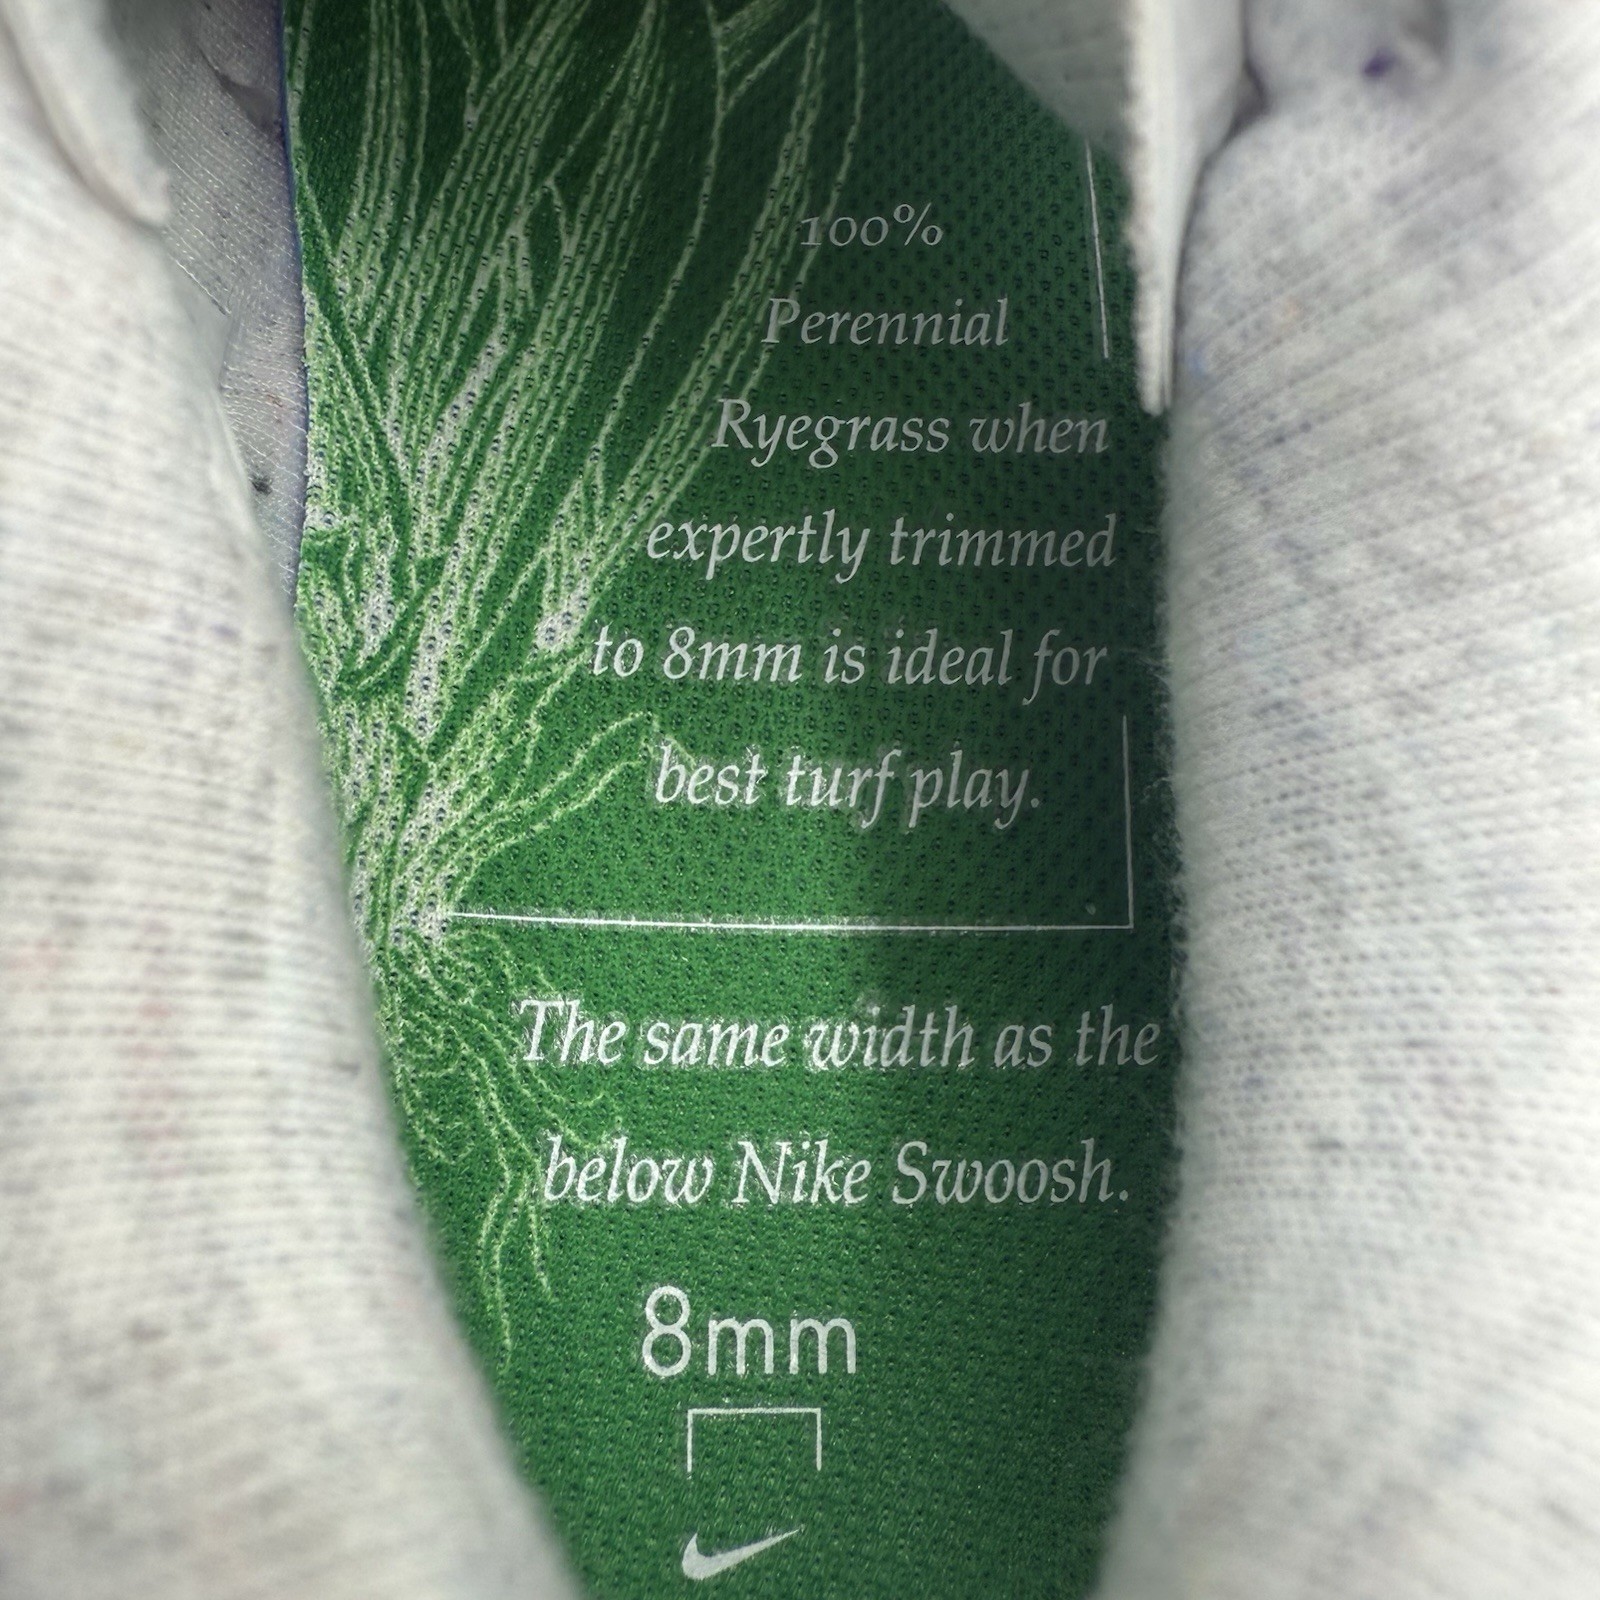 100%
Perennial
Ryegrass when
expertly trimmed
to 8mm is ideal for
best turf play.
The same width as the
below Nike Swoosh.
8mm